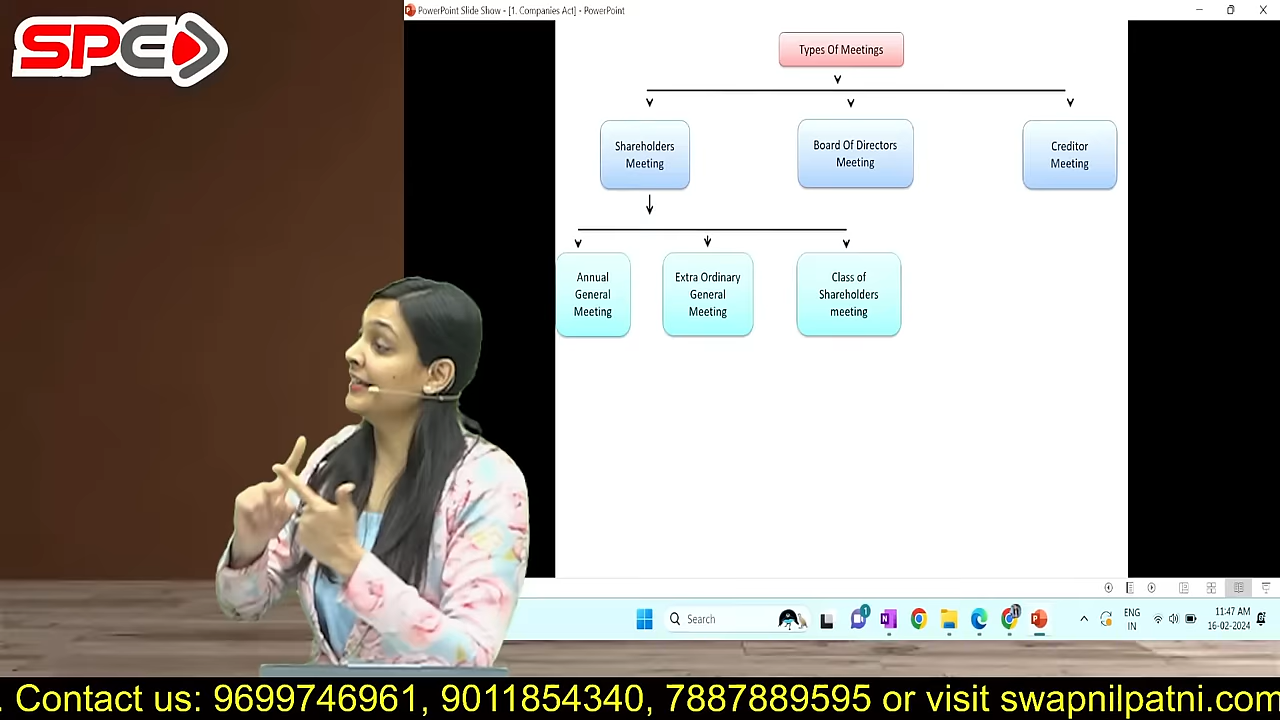 SPE
PowerPoint Slide Show - [1. Companies Act] - PowerPoint
Types Of Meetings
Shareholders
Meeting
Board Of Directors
Meeting
Creditor
Meeting
Annual
General
Meeting
Extra Ordinary
General
Meeting
Class of
Shareholders
meeting
Search
1
ENG
IN
11:47 AM
16-02-2024
. Contact us: 9699746961, 9011854340, 7887889595 or visit swapnilpatni.com